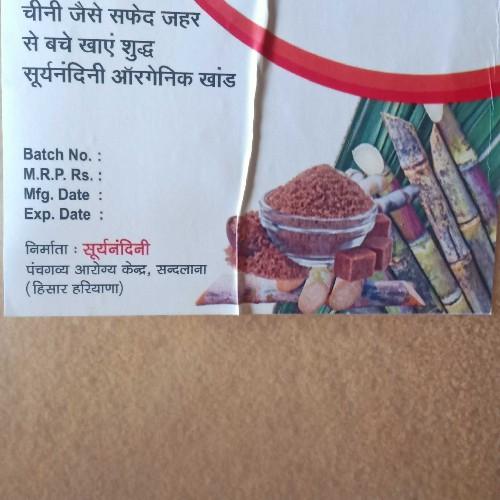 चीनी जैसे सफेद जहर
से बचे खाएं शुद्ध
सूर्यनंदिनी ऑरगेनिक खांड
Batch No. :
M.R.P. Rs. :
Mfg. Date :
Exp. Date :
निर्माता : सूर्यनंदिनी
पंचगव्य आरोग्य केन्द्र, सन्दलाना
(हिसार हरियाणा)